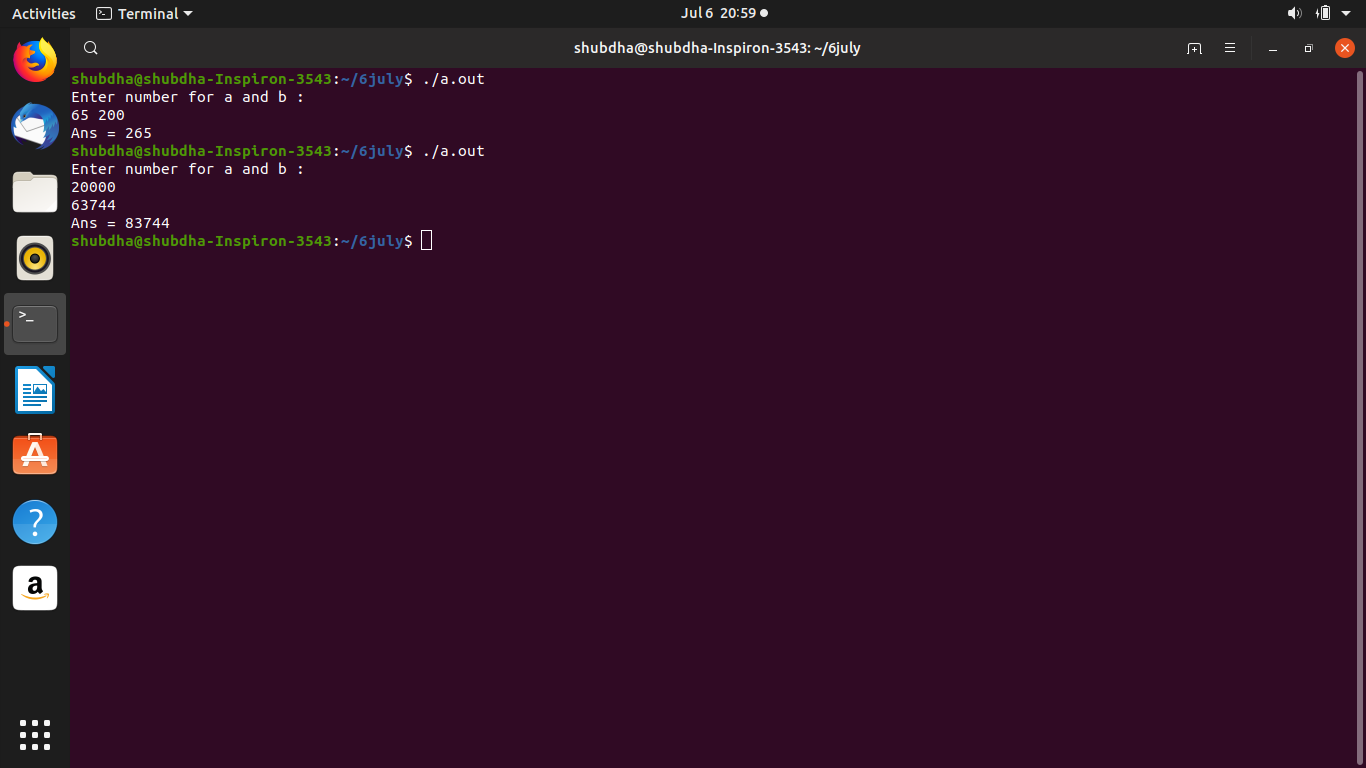 Activities Terminal Jul 6 20:59
shubdha@shubdha-Inspiron-3543: ~/6july
shubdha@shubdha-Inspiron-3543:~/6july$ ./a.out
Enter number for a and b :
65 200
Ans = 265
shubdha@shubdha-Inspiron-3543:~/6july$ ./a.out
Enter number for a and b :
20000
63744
Ans = 83744
shubdha@shubdha-Inspiron-3543:~/6july$
>_
?
a